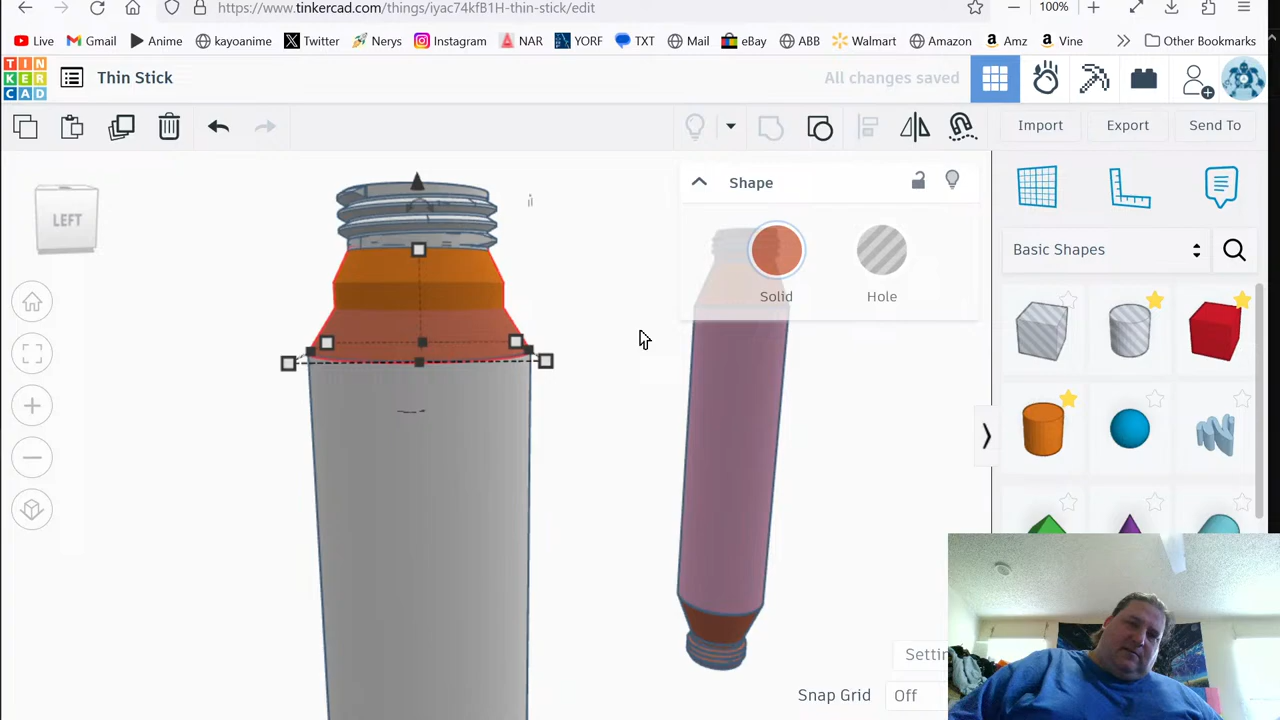 https://www.tinkercad.com/things/iyac74kfB1H-thin-stick/edit
100%
Live
Gmail
Anime
kayoanime
Twitter
Nerys
Instagram
NAR
YORF
TXT
Mail
eBay
ABB
Walmart
Amazon
Amz
Vine
Other Bookmarks
TIN
KER
CAD
Thin Stick
All changes saved
Import
Export
Send To
LEFT
Shape
Solid
Hole
Basic Shapes
Settin
Snap Grid
Off